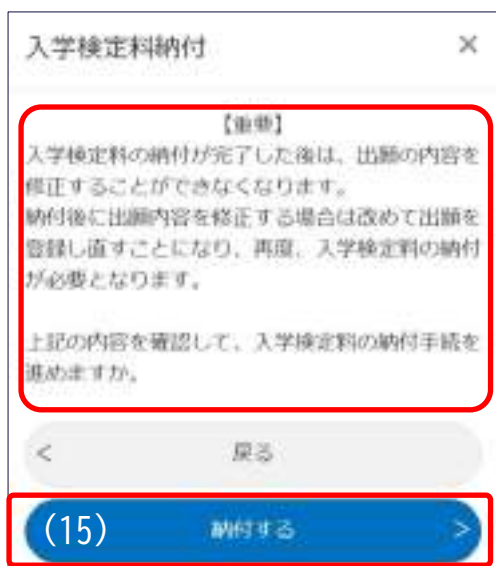 入学検定料納付 ×
【重要】
入学検定料の納付が完了した後は、出願の内容を
修正することができなくなります。
納付後に出願内容を修正する場合は改めて出願を
登録し直すことになり、再度、入学検定料の納付
が必要となります。
上記の内容を確認して、入学検定料の納付手続を
進めますか。
< 戻る
(15) 納付する >